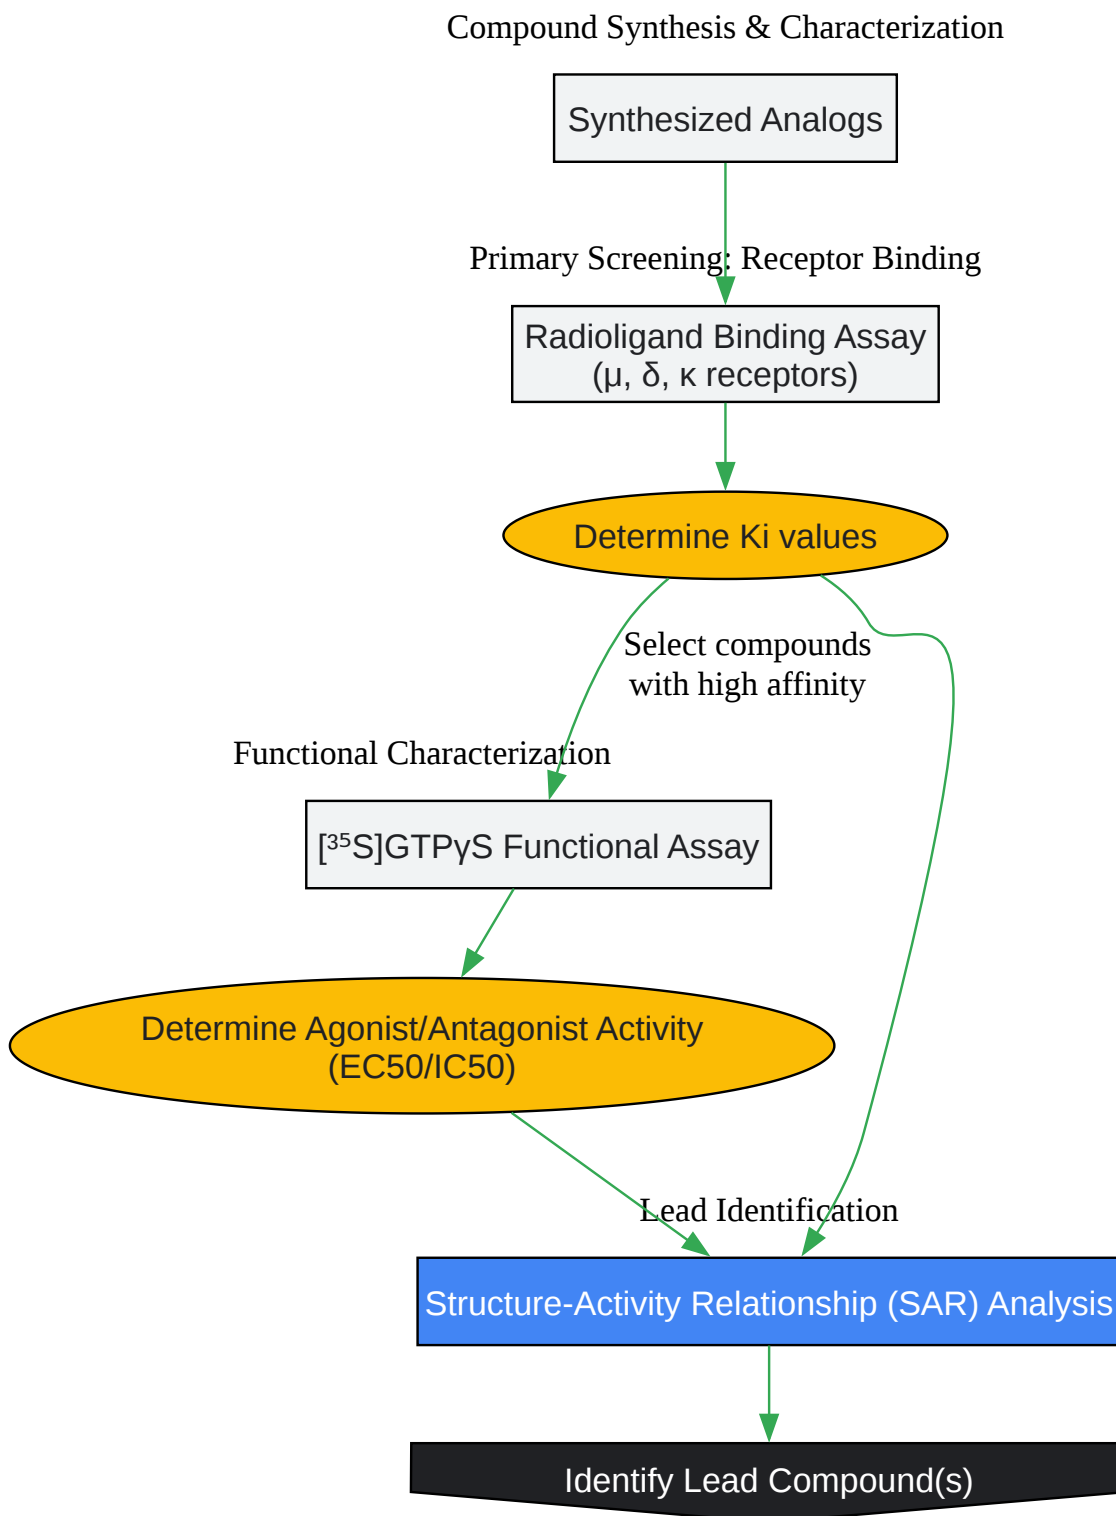 Compound Synthesis & Characterization
Synthesized Analogs
Primary Screening: Receptor Binding
Radioligand Binding Assay
(μ, δ, κ receptors)
Determine Ki values
Select compounds
with high affinity
Functional Characterization
[³⁵S]GTPγS Functional Assay
Determine Agonist/Antagonist Activity
(EC50/IC50)
Lead Identification
Structure-Activity Relationship (SAR) Analysis
Identify Lead Compound(s)